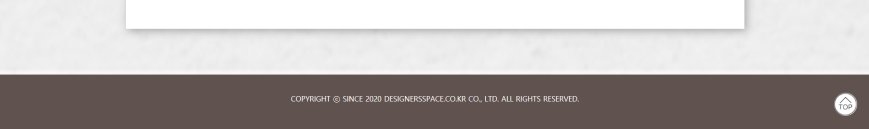 COPYRIGHT ⓒ SINCE 2020 DESIGNERSSPACE.CO.KR CO., LTD. ALL RIGHTS RESERVED.
TOP